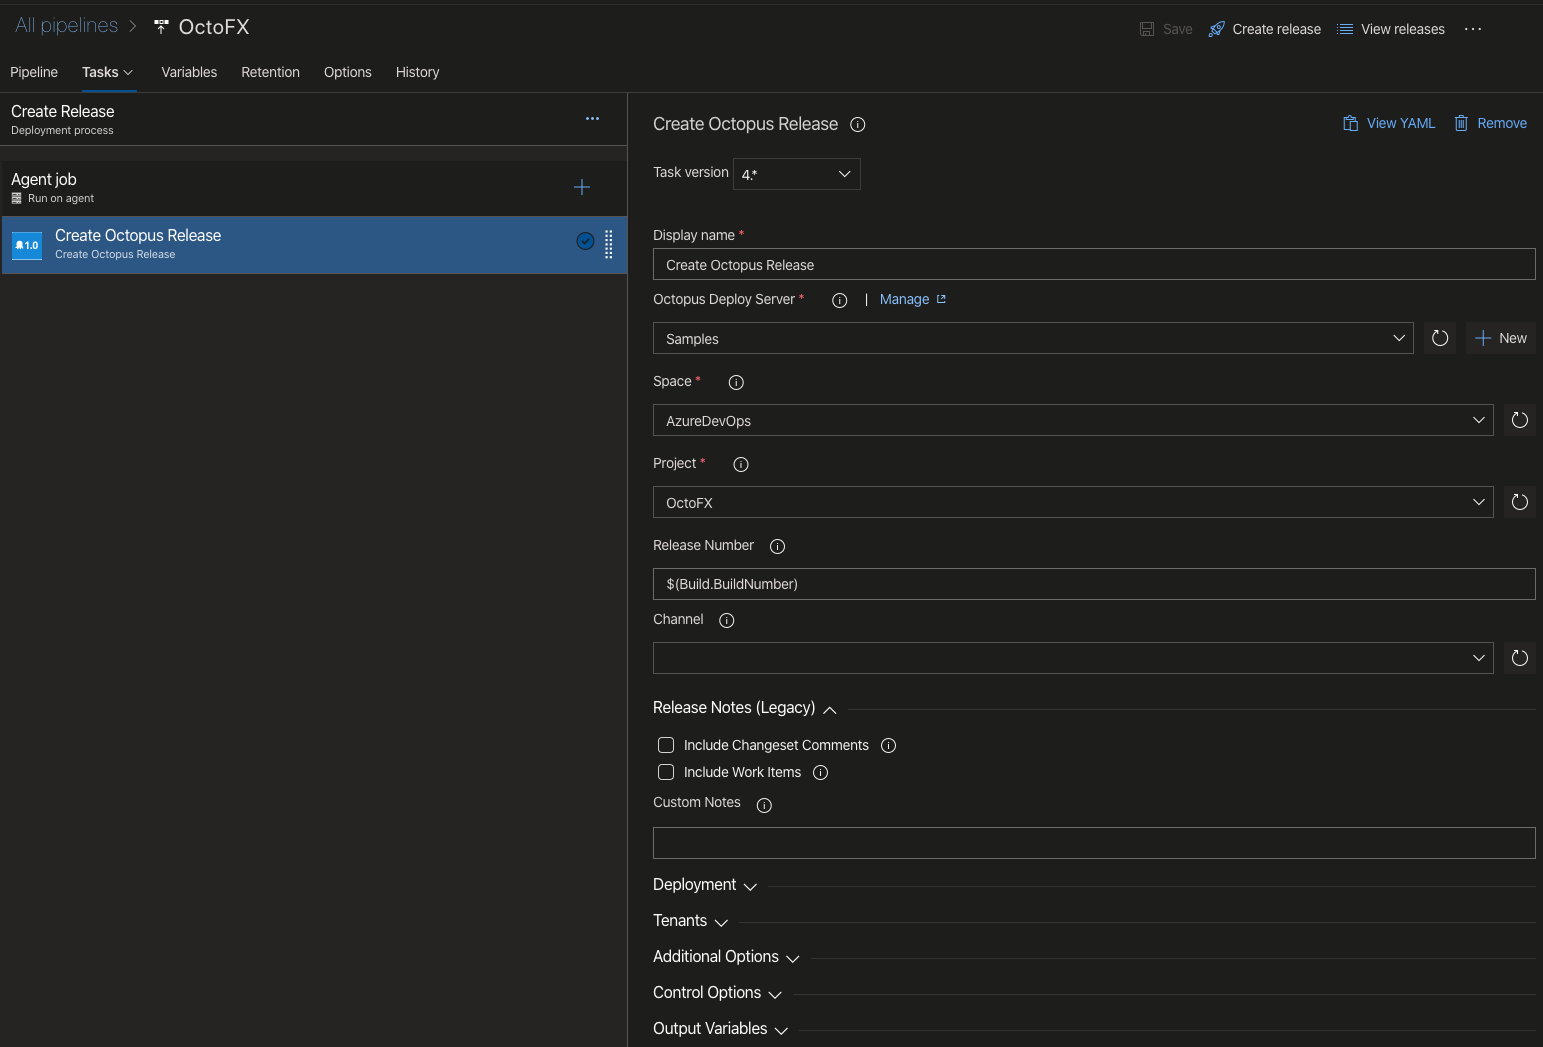 All pipelines > OctoFX
Save
Create release
View releases
...
Pipeline
Tasks
Variables
Retention
Options
History
Create Release
Deployment process
...
Agent job
Run on agent
1.0
Create Octopus Release
Create Octopus Release
Create Octopus Release
View YAML
Remove
Task version
4.*
Display name *
Create Octopus Release
Octopus Deploy Server *
| Manage
Samples
New
Space *
AzureDevOps
Project *
OctoFX
Release Number
$(Build.BuildNumber)
Channel
Release Notes (Legacy)
Include Changeset Comments
Include Work Items
Custom Notes
Deployment
Tenants
Additional Options
Control Options
Output Variables